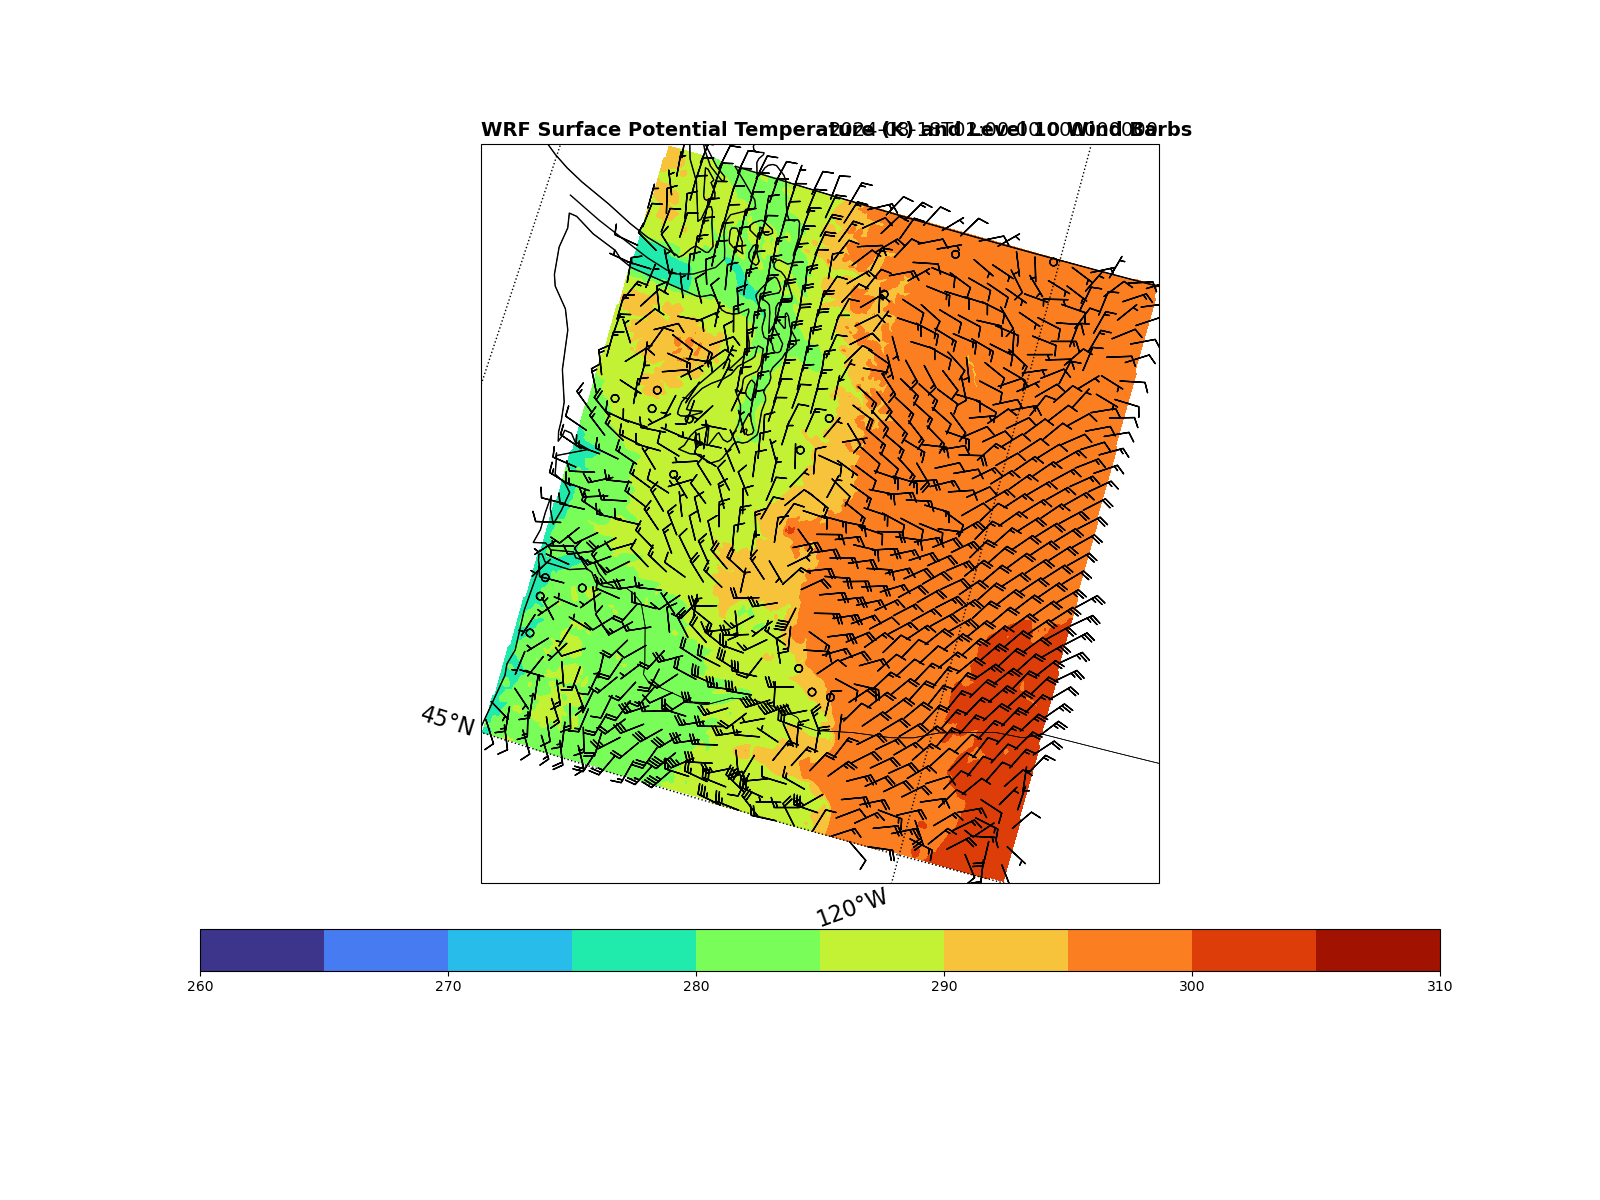 WRF Surface Potential Temperature (K) and Level 10 Wind Barbs
45°N
120°W
260 270 280 290 300 310